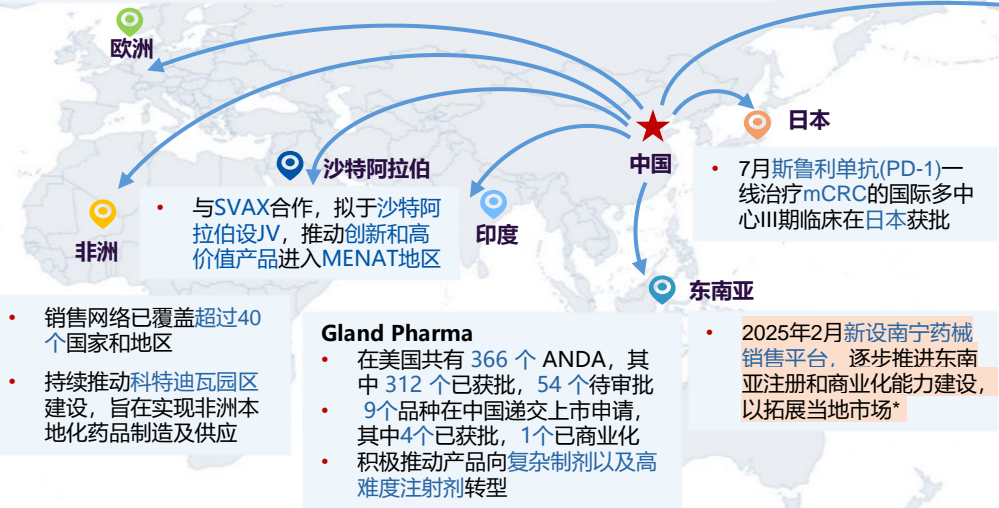 欧洲
日本
中国
沙特阿拉伯
• 7月斯鲁利单抗(PD-1)一
线治疗mCRC的国际多中
心III期临床在日本获批
• 与SVAX合作，拟于沙特阿
拉伯设JV，推动创新和高
价值产品进入MENAT地区
印度
非洲
东南亚
• 销售网络已覆盖超过40
个国家和地区
• 持续推动科特迪瓦园区
建设，旨在实现非洲本
地化药品制造及供应
Gland Pharma
• 在美国共有 366 个 ANDA，其
中 312 个已获批，54 个待审批
• 9个品种在中国递交上市申请，
其中4个已获批，1个已商业化
• 积极推动产品向复杂制剂以及高
难度注射剂转型
• 2025年2月新设南宁药械
销售平台，逐步推进东南
亚注册和商业化能力建设，
以拓展当地市场*